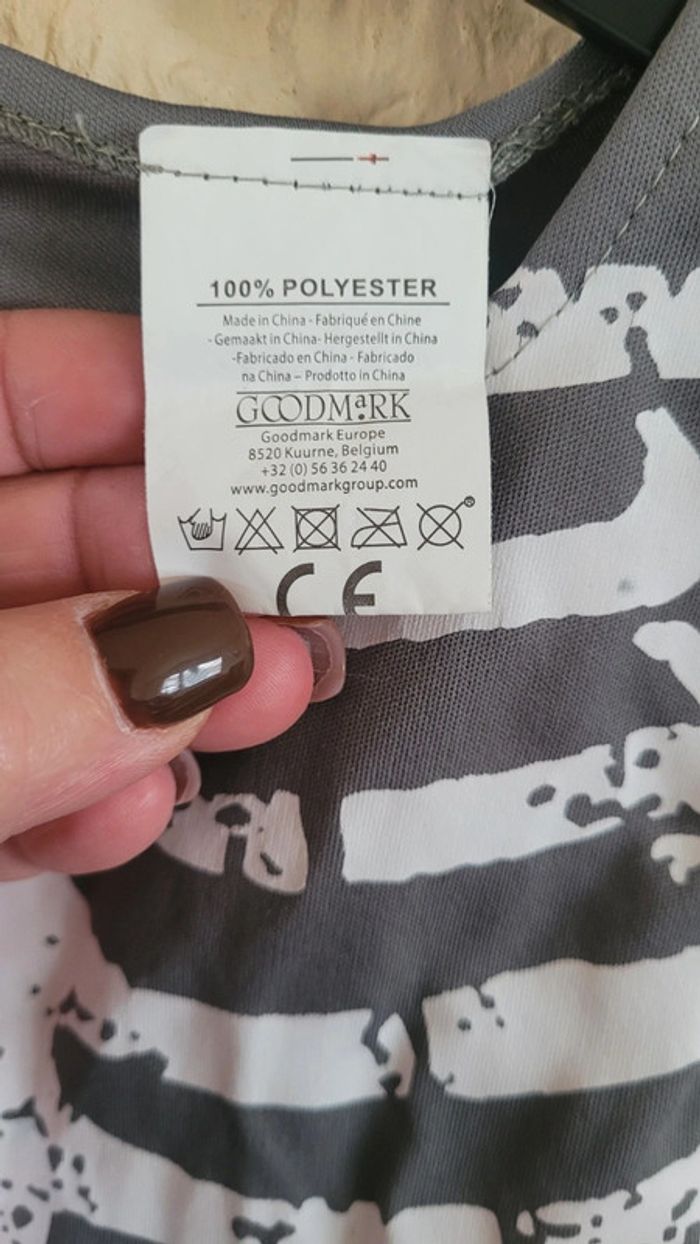 100% POLYESTER
Made in China - Fabriqué en Chine
- Gemaakt in China- Hergestellt in China
-Fabricado en China - Fabricado
na China – Prodotto in China
GOODMaRK
Goodmark Europe
8520 Kuurne, Belgium
+32 (0) 56 36 24 40
www.goodmarkgroup.com
CE